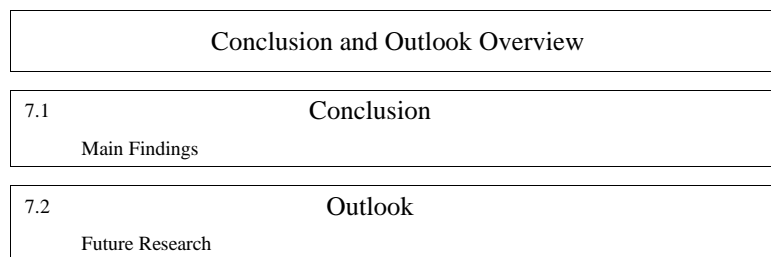 Conclusion and Outlook Overview
7.1 Conclusion
Main Findings
7.2 Outlook
Future Research